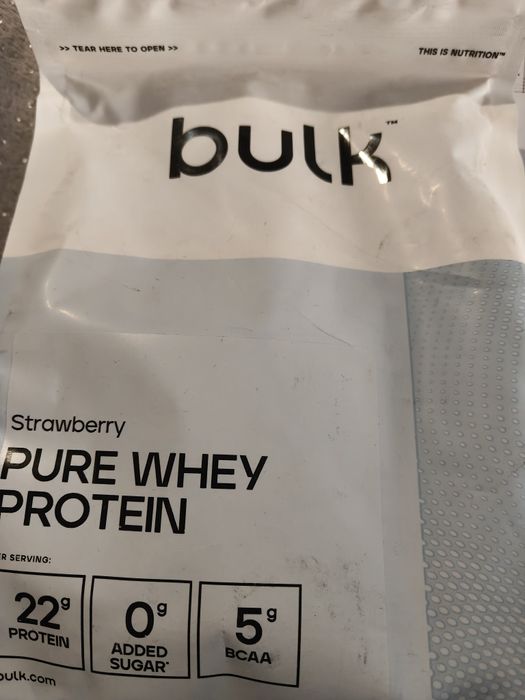 >> TEAR HERE TO OPEN >>
THIS IS NUTRITION™
bulk™
Strawberry
PURE WHEY
PROTEIN
ER SERVING:
22g
PROTEIN
0g
ADDED
SUGAR*
5g
BCAA
bulk.com